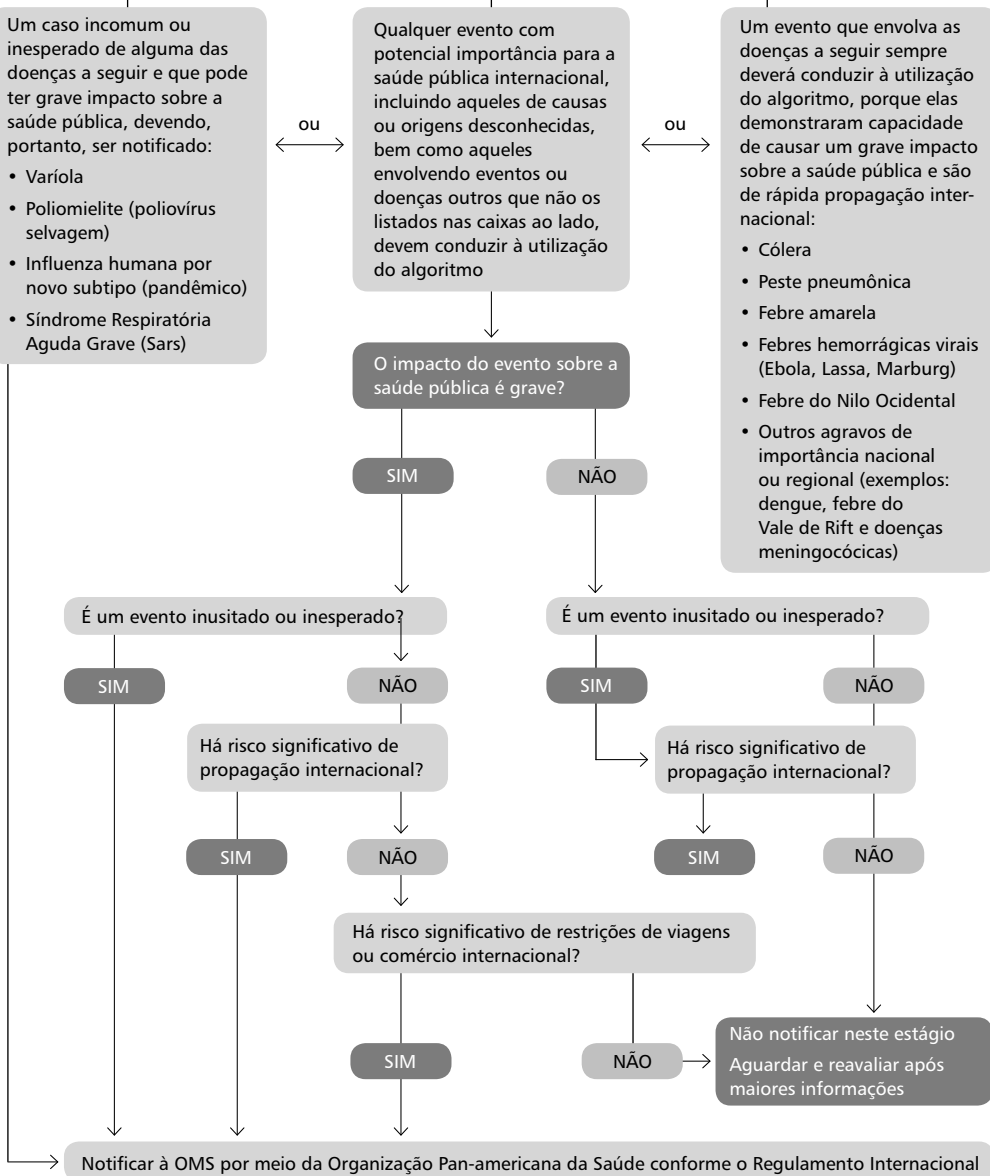 Um caso incomum ou
inesperado de alguma das
doenças a seguir e que pode
ter grave impacto sobre a
saúde pública, devendo,
portanto, ser notificado:
• Varíola
• Poliomielite (poliovírus
selvagem)
• Influenza humana por
novo subtipo (pandêmico)
• Síndrome Respiratória
Aguda Grave (Sars)
ou
Qualquer evento com
potencial importância para a
saúde pública internacional,
incluindo aqueles de causas
ou origens desconhecidas,
bem como aqueles
envolvendo eventos ou
doenças outros que não os
listados nas caixas ao lado,
devem conduzir à utilização
do algoritmo
ou
Um evento que envolva as
doenças a seguir sempre
deverá conduzir à utilização
do algoritmo, porque elas
demonstraram capacidade
de causar um grave impacto
sobre a saúde pública e são
de rápida propagação inter-
nacional:
• Cólera
• Peste pneumônica
• Febre amarela
• Febres hemorrágicas virais
(Ebola, Lassa, Marburg)
• Febre do Nilo Ocidental
• Outros agravos de
importância nacional
ou regional (exemplos:
dengue, febre do
Vale de Rift e doenças
meningocócicas)
O impacto do evento sobre a
saúde pública é grave?
SIM
NÃO
É um evento inusitado ou inesperado?
É um evento inusitado ou inesperado?
SIM
NÃO
SIM
NÃO
Há risco significativo de
propagação internacional?
Há risco significativo de
propagação internacional?
SIM
NÃO
SIM
NÃO
Há risco significativo de restrições de viagens
ou comércio internacional?
SIM
NÃO
Não notificar neste estágio
Aguardar e reavaliar após
maiores informações
Notificar à OMS por meio da Organização Pan-americana da Saúde conforme o Regulamento Internacional